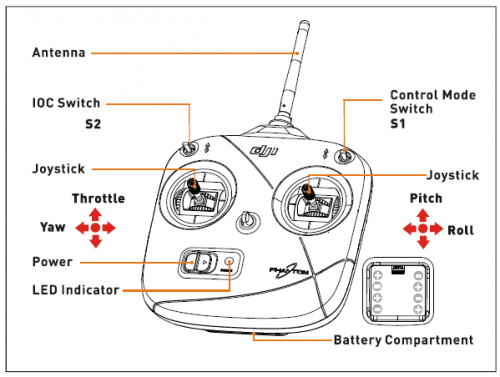 Antenna
IOC Switch
S2
Control Mode
Switch
S1
dji
Joystick
Joystick
Throttle
Yaw
Pitch
Roll
Power
LED Indicator
PHANTOM
Battery Compartment